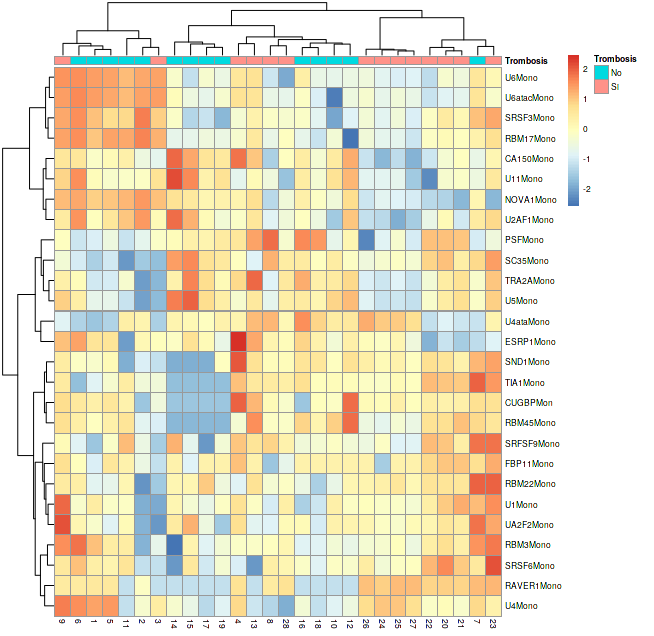 Trombosis
Trombosis
No
SI
2
1
0
-1
-2
U6Mono
U6atacMono
SRSF3Mono
RBM17Mono
CA150Mono
U11Mono
NOVA1Mono
U2AF1Mono
PSFMono
SC35Mono
TRA2AMono
U5Mono
U4ataMono
ESRP1Mono
SND1Mono
TIA1Mono
CUGBPMon
RBM45Mono
SRFSF9Mono
FBP11Mono
RBM22Mono
U1Mono
UA2F2Mono
RBM3Mono
SRSF6Mono
RAVER1Mono
U4Mono
9 6 1 5 11 2 3 14 15 17 19 4 13 8 28 16 18 10 12 26 24 25 27 22 20 21 7 23